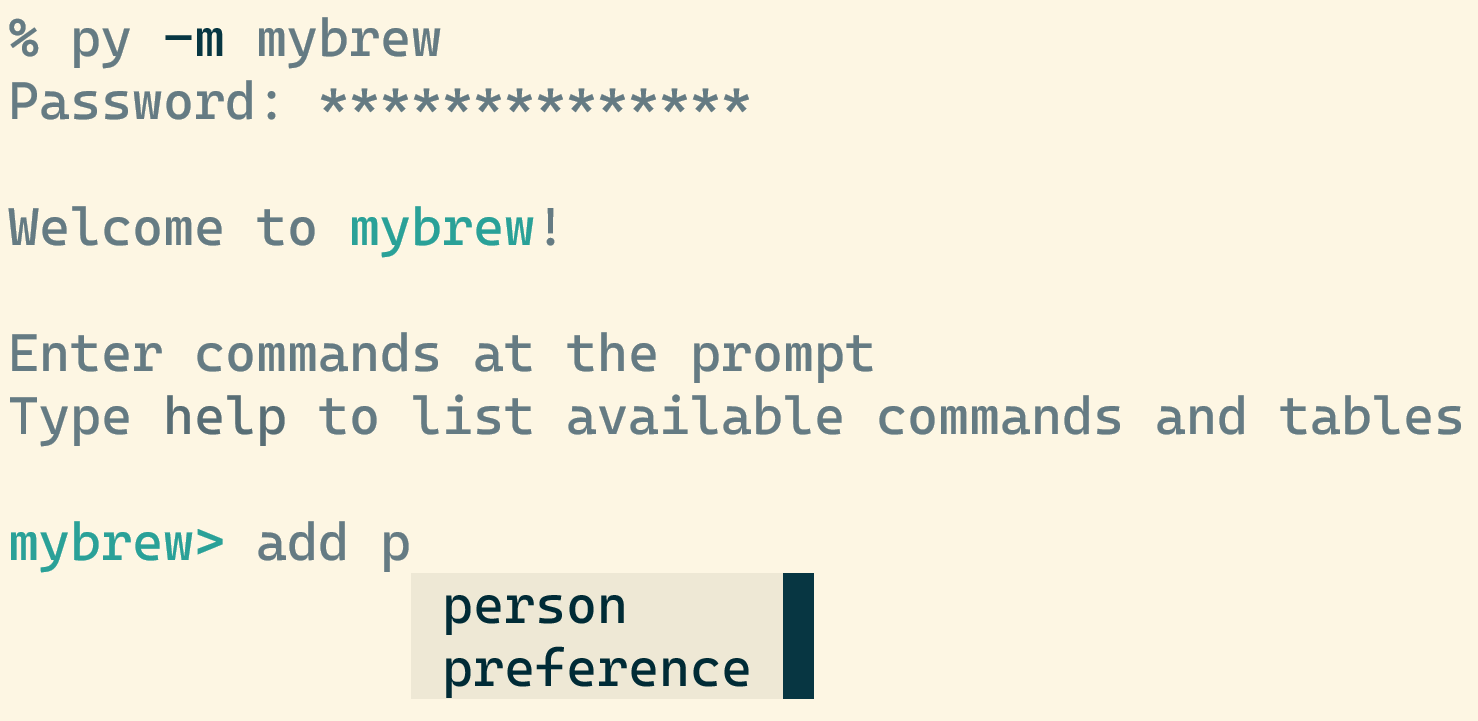 % py -m mybrew
Password: **************
Welcome to mybrew!
Enter commands at the prompt
Type help to list available commands and tables
mybrew> add p
person
preference